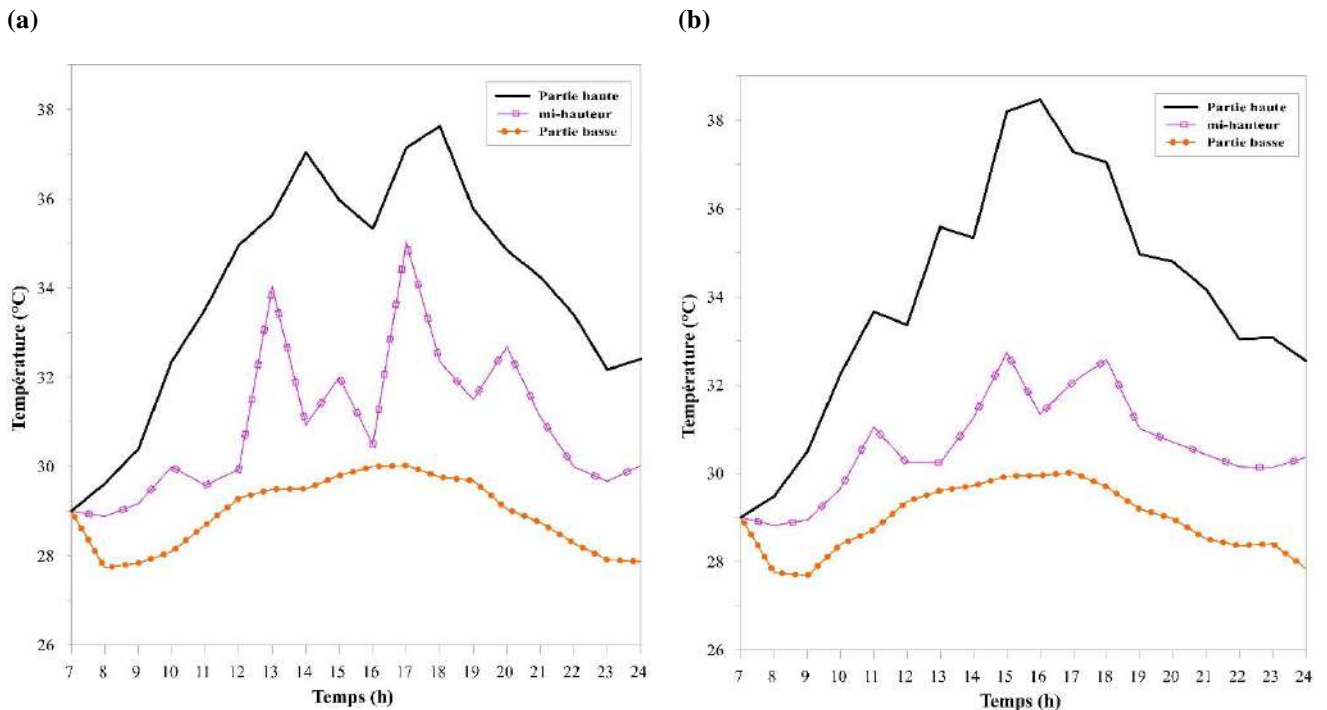 (a)
Partie haute
mi-hauteur
Partie basse
Température (°C)
38
36
34
32
30
28
26
7 8 9 10 11 12 13 14 15 16 17 18 19 20 21 22 23 24
Temps (h)
(b)
Partie haute
mi-hauteur
Partie basse
Température (°C)
38
36
34
32
30
28
26
7 8 9 10 11 12 13 14 15 16 17 18 19 20 21 22 23 24
Temps (h)